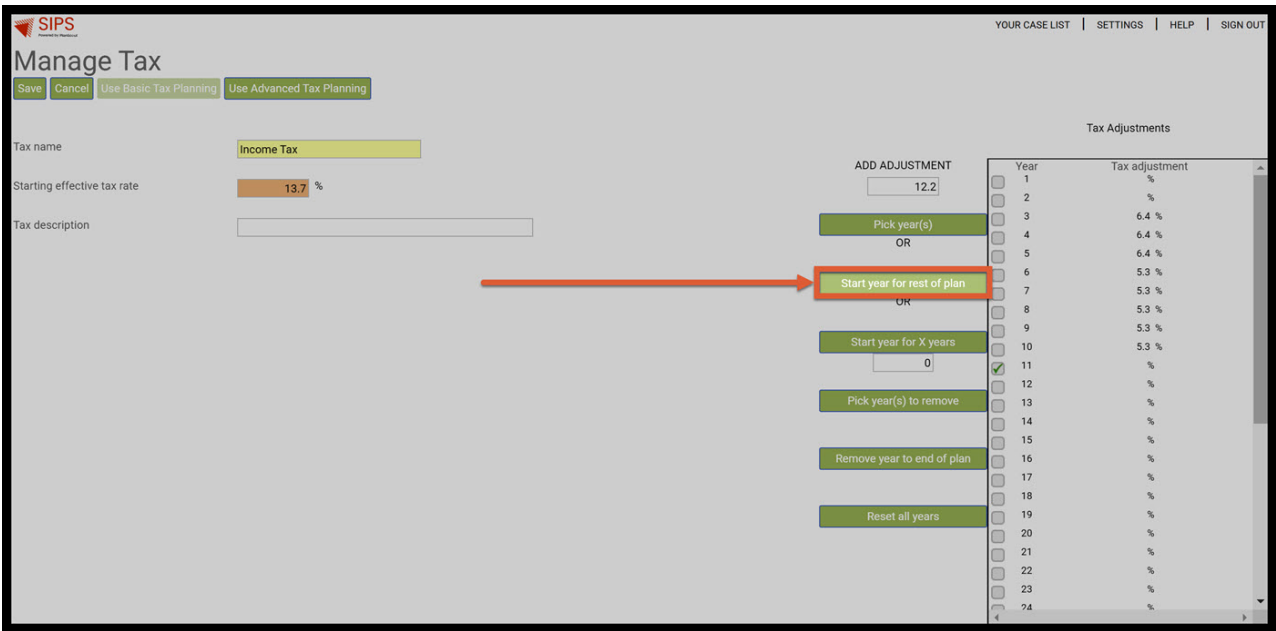 SIPS
YOUR CASE LIST | SETTINGS | HELP | SIGN OUT
Manage Tax
Save Cancel Use Basic Tax Planning Use Advanced Tax Planning
Tax Adjustments
Tax name Income Tax
ADD ADJUSTMENT
Starting effective tax rate 13.7 %
12.2
Tax description
Pick year(s)
OR
Start year for rest of plan
OR
Start year for X years
0
Pick year(s) to remove
Remove year to end of plan
Reset all years
Year Tax adjustment
1 %
2 %
3 6.4 %
4 6.4 %
5 6.4 %
6 5.3 %
7 5.3 %
8 5.3 %
9 5.3 %
10 5.3 %
11 %
12 %
13 %
14 %
15 %
16 %
17 %
18 %
19 %
20 %
21 %
22 %
23 %
24 %